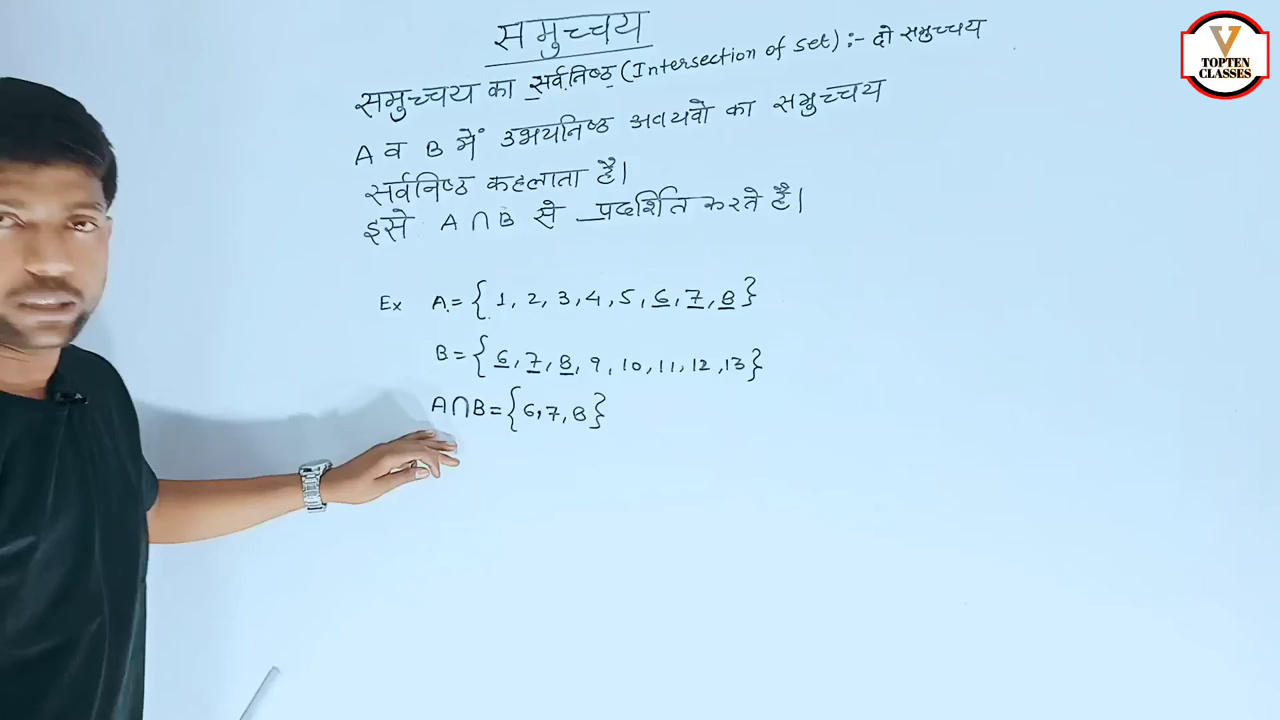 समुच्चय
समुच्चय का सर्वनिष्ठ (Intersection of set) :- दो समुच्चय
A व B में उभयनिष्ठ अवयवो का समुच्चय
सर्वनिष्ठ कहलाता है।
इसे A ∩ B से प्रदर्शित करते है।
Ex A = { 1, 2, 3, 4, 5, 6, 7, 8 }
B = { 6, 7, 8, 9, 10, 11, 12, 13 }
A∩B = { 6, 7, 8 }
V
TOPTEN
CLASSES